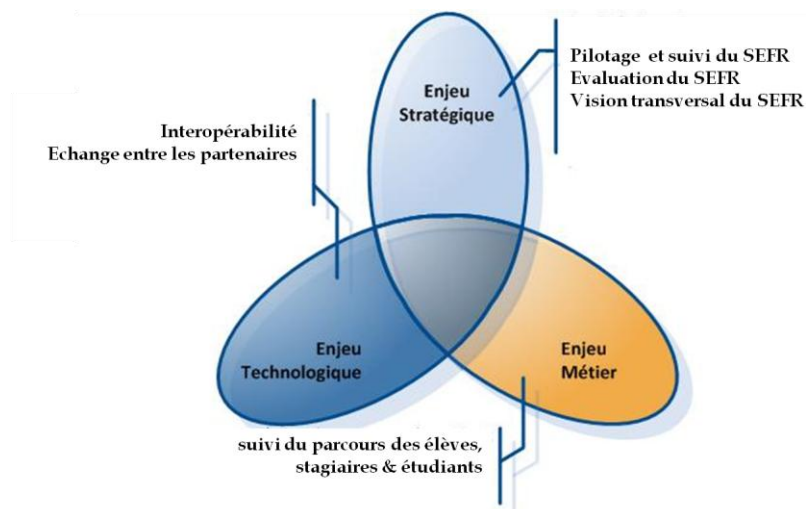 Enjeu
Stratégique
Pilotage et suivi du SEFR
Evaluation du SEFR
Vision transversal du SEFR
Interopérabilité
Echange entre les partenaires
Enjeu
Technologique
Enjeu
Métier
suivi du parcours des élèves,
stagiaires & étudiants